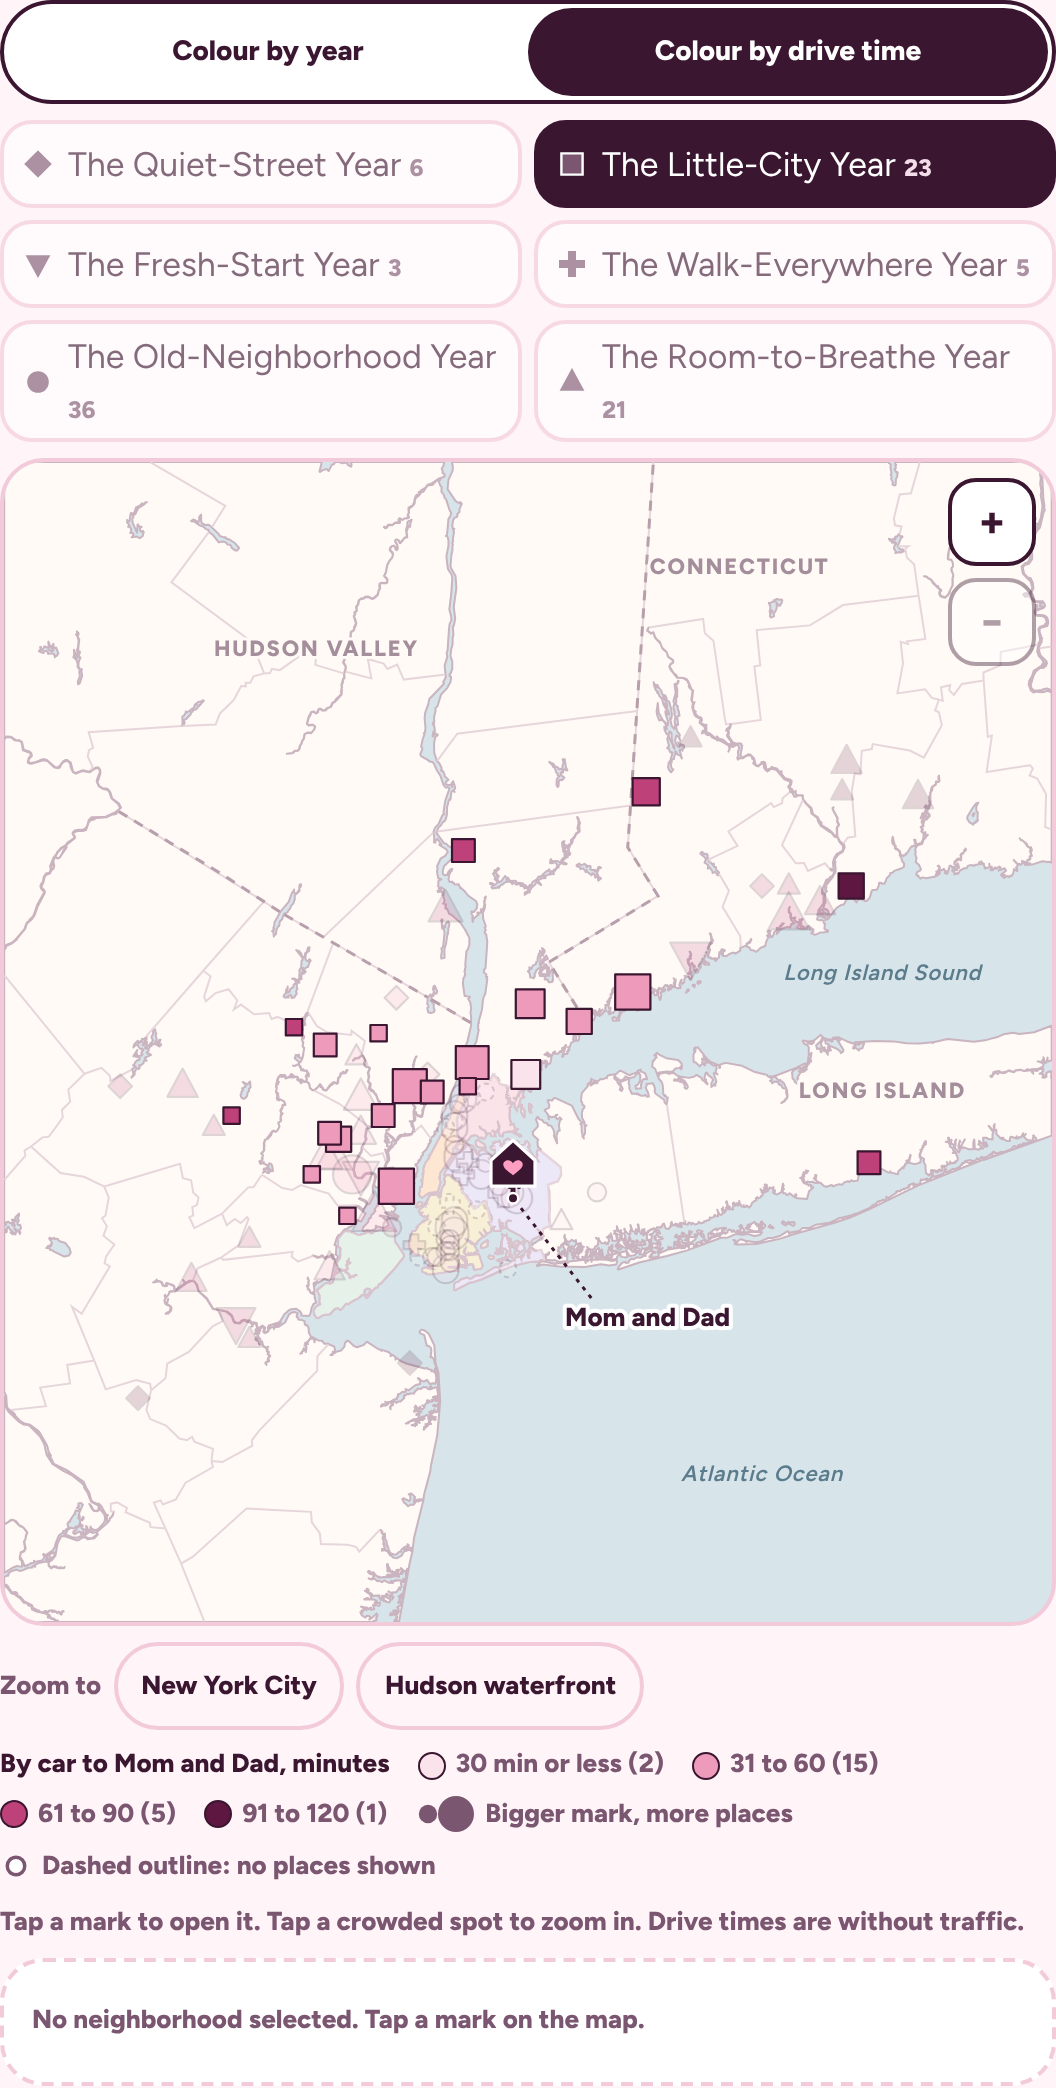 Colour by year
Colour by drive time
The Quiet-Street Year 6
The Little-City Year 23
The Fresh-Start Year 3
The Walk-Everywhere Year 5
The Old-Neighborhood Year
36
The Room-to-Breathe Year
21
+
−
CONNECTICUT
HUDSON VALLEY
Long Island Sound
LONG ISLAND
Mom and Dad
Atlantic Ocean
Zoom to
New York City
Hudson waterfront
By car to Mom and Dad, minutes
30 min or less (2)
31 to 60 (15)
61 to 90 (5)
91 to 120 (1)
Bigger mark, more places
Dashed outline: no places shown
Tap a mark to open it. Tap a crowded spot to zoom in. Drive times are without traffic.
No neighborhood selected. Tap a mark on the map.